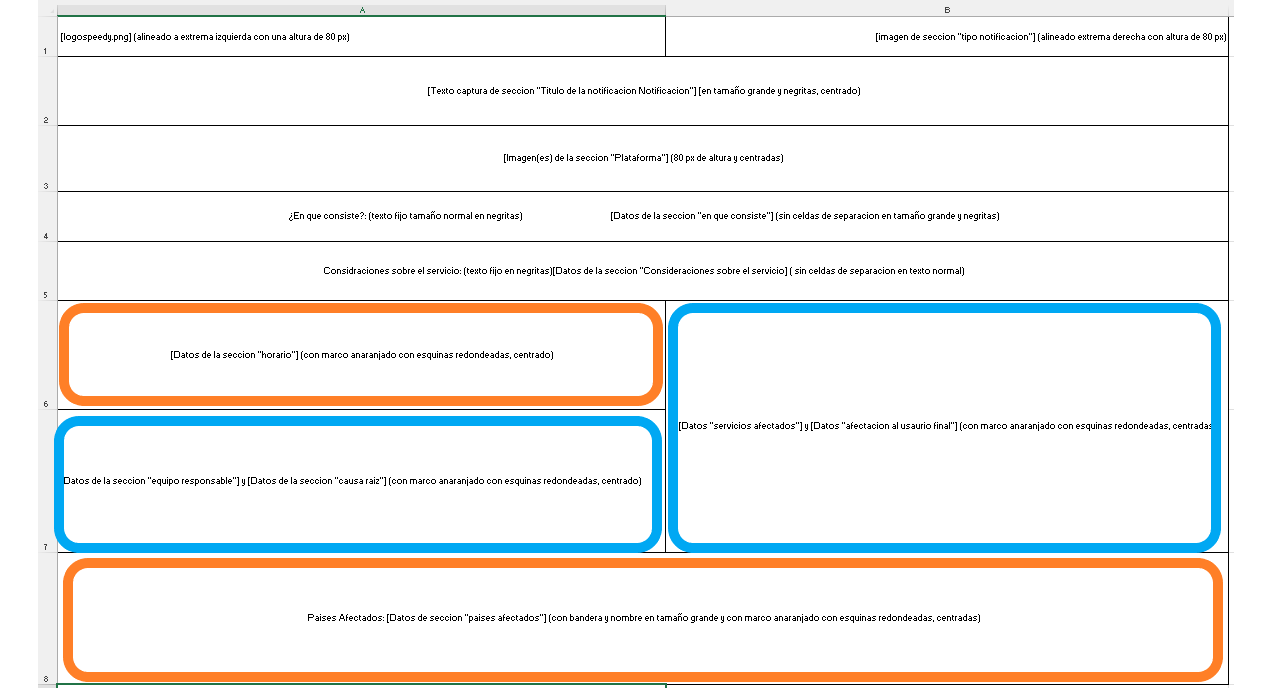 A
B
1
[logospeedy.png] (alineado a extrema izquierda con una altura de 80 px)
[imagen de seccion "tipo notificacion"] (alineado extrema derecha con altura de 80 px)
2
[Texto captura de seccion "Titulo de la notificacion Notificacion"] [en tamaño grande y negritas, centrado)
3
[Imagen(es) de la seccion "Plataforma"] (80 px de altura y centradas)
4
¿En que consiste?: (texto fijo tamaño normal en negritas)
[Datos de la seccion "en que consiste"] (sin celdas de separacion en tamaño grande y negritas)
5
Considraciones sobre el servicio: (texto fijo en negritas)[Datos de la seccion "Consideraciones sobre el servicio] ( sin celdas de separacion en texto normal)
6
[Datos de la seccion "horario"] (con marco anaranjado con esquinas redondeadas, centrado)
[Datos "servicios afectados"] y [Datos "afectacion al usaurio final"] (con marco anaranjado con esquinas redondeadas, centradas
7
Datos de la seccion "equipo responsable"] y [Datos de la seccion "causa raiz"] (con marco anaranjado con esquinas redondeadas, centrado)
8
Paises Afectados: [Datos de seccion "paises afectados"] (con bandera y nombre en tamaño grande y con marco anaranjado con esquinas redondeadas, centradas)